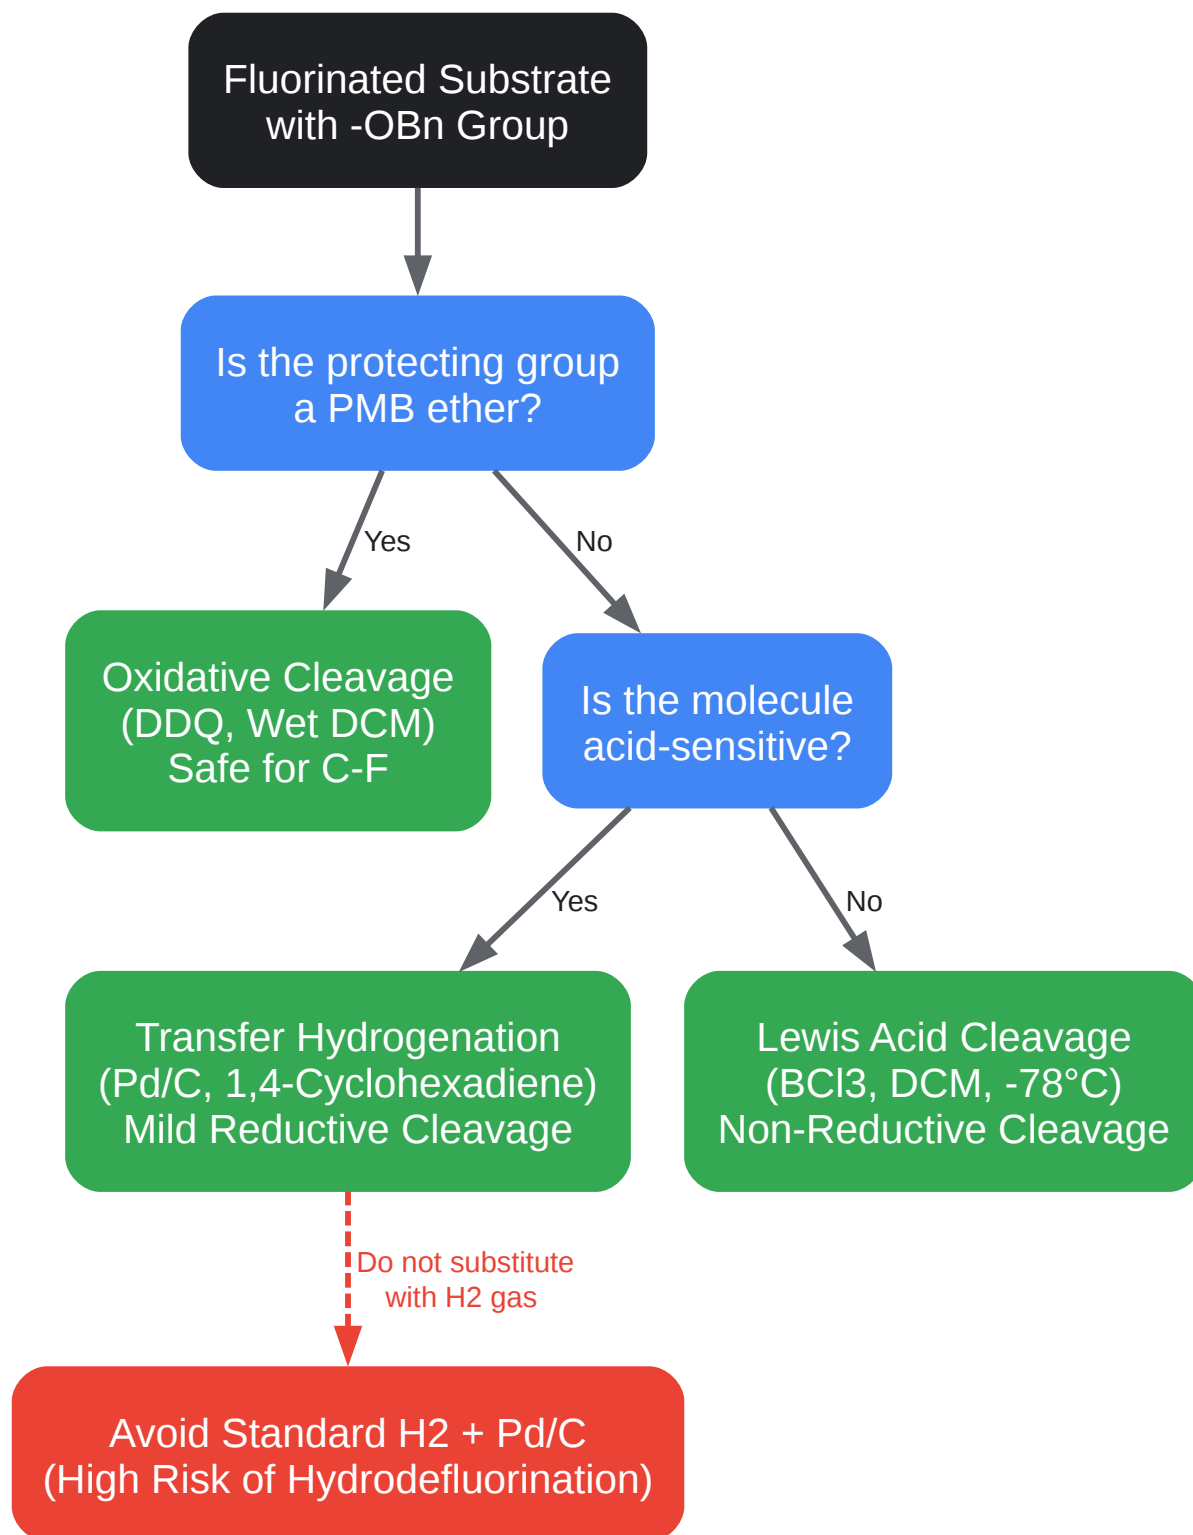 Fluorinated Substrate
with -OBn Group
Is the protecting group
a PMB ether?
Yes
No
Oxidative Cleavage
(DDQ, Wet DCM)
Safe for C-F
Is the molecule
acid-sensitive?
Yes
No
Transfer Hydrogenation
(Pd/C, 1,4-Cyclohexadiene)
Mild Reductive Cleavage
Lewis Acid Cleavage
(BCl3, DCM, -78°C)
Non-Reductive Cleavage
Do not substitute
with H2 gas
Avoid Standard H2 + Pd/C
(High Risk of Hydrodefluorination)